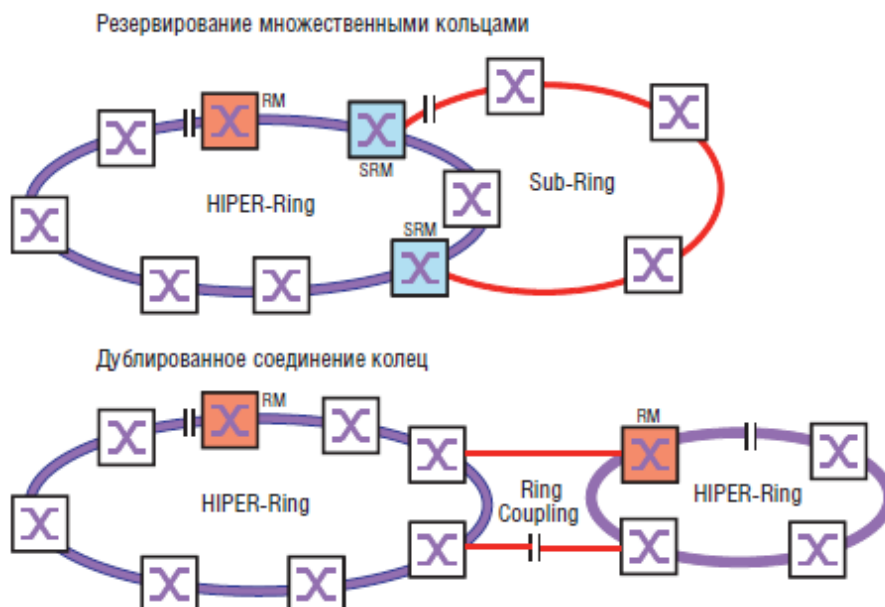 Резервирование множественными кольцами
RM
SRM
HIPER-Ring
Sub-Ring
SRM
Дублированное соединение колец
RM
RM
HIPER-Ring
Ring
Coupling
HIPER-Ring